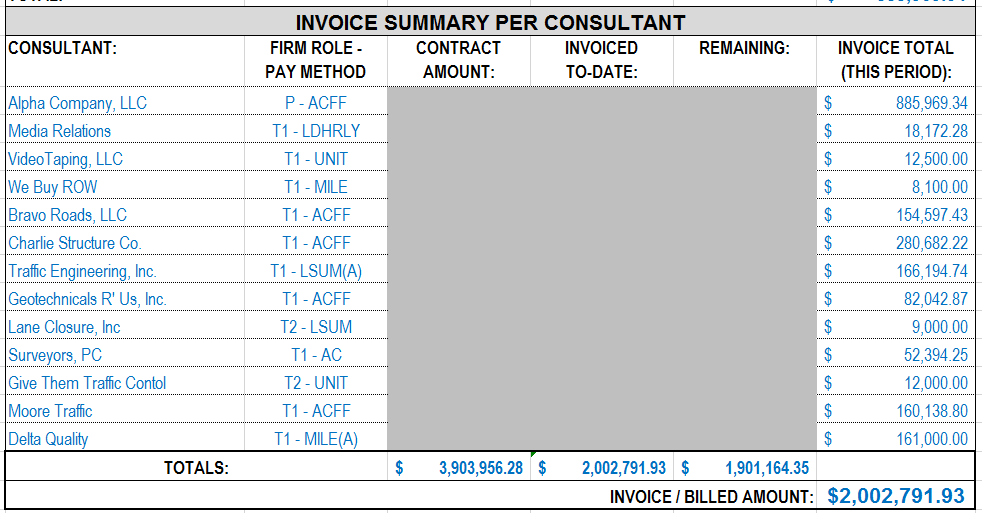 INVOICE SUMMARY PER CONSULTANT
CONSULTANT: FIRM ROLE - CONTRACT INVOICED REMAINING: INVOICE TOTAL
PAY METHOD AMOUNT: TO-DATE: (THIS PERIOD):
Alpha Company, LLC P - ACFF $ 885,969.34
Media Relations T1 - LDHRLY $ 18,172.28
VideoTaping, LLC T1 - UNIT $ 12,500.00
We Buy ROW T1 - MILE $ 8,100.00
Bravo Roads, LLC T1 - ACFF $ 154,597.43
Charlie Structure Co. T1 - ACFF $ 280,682.22
Traffic Engineering, Inc. T1 - LSUM(A) $ 166,194.74
Geotechnicals R' Us, Inc. T1 - ACFF $ 82,042.87
Lane Closure, Inc T2 - LSUM $ 9,000.00
Surveyors, PC T1 - AC $ 52,394.25
Give Them Traffic Contol T2 - UNIT $ 12,000.00
Moore Traffic T1 - ACFF $ 160,138.80
Delta Quality T1 - MILE(A) $ 161,000.00
TOTALS: $ 3,903,956.28 $ 2,002,791.93 $ 1,901,164.35
INVOICE / BILLED AMOUNT: $2,002,791.93